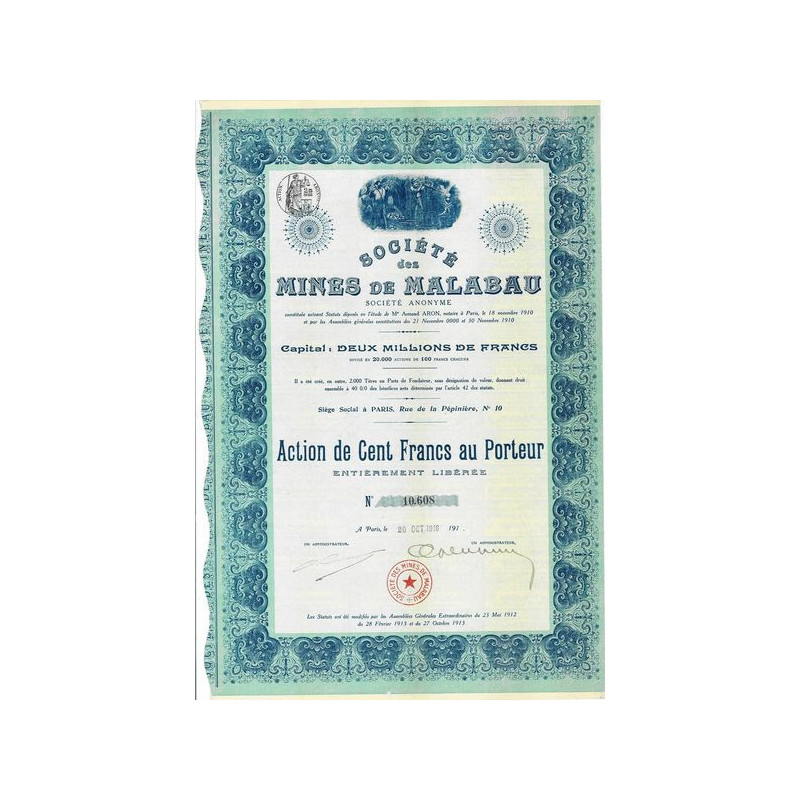 SOCIÉTÉ
des
MINES DE MALABAU
SOCIÉTÉ ANONYME
constituée suivant Statuts déposés en l'étude de Me Armand ARON, notaire à Paris, le 18 novembre 1910
et par les Assemblées générales constitutives des 21 Novembre 0000 et 30 Novembre 1910
Capital : DEUX MILLIONS DE FRANCS
DIVISÉ EN 20.000 ACTIONS DE 100 FRANCS CHACUNE
Il a été créé, en outre, 2.000 Titres ou Parts de Fondateur, sans désignation de valeur, donnant droit
ensemble à 40 0/0 des bénéfices nets déterminés par l'article 42 des statuts.
Siège Social à PARIS, Rue de la Pépinière, No 10
Action de Cent Francs au Porteur
ENTIÈREMENT LIBÉRÉE
No 10.608
A Paris, le 20 OCT. 1916 191 .
UN ADMINISTRATEUR, UN ADMINISTRATEUR,
SOCIÉTÉ DES MINES DE MALABAU
Les Statuts ont été modifiés par les Assemblées Générales Extraordinaires du 23 Mai 1912
du 28 Février 1913 et du 27 Octobre 1913